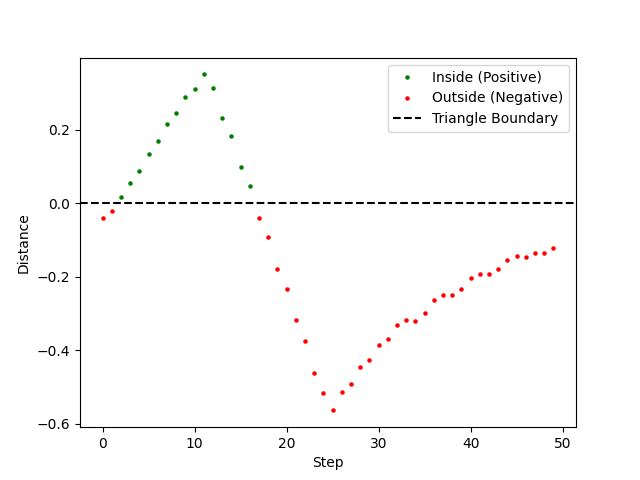 Inside (Positive)
Outside (Negative)
Triangle Boundary
0.2
0.0
−0.2
−0.4
−0.6
Distance
0 10 20 30 40 50
Step